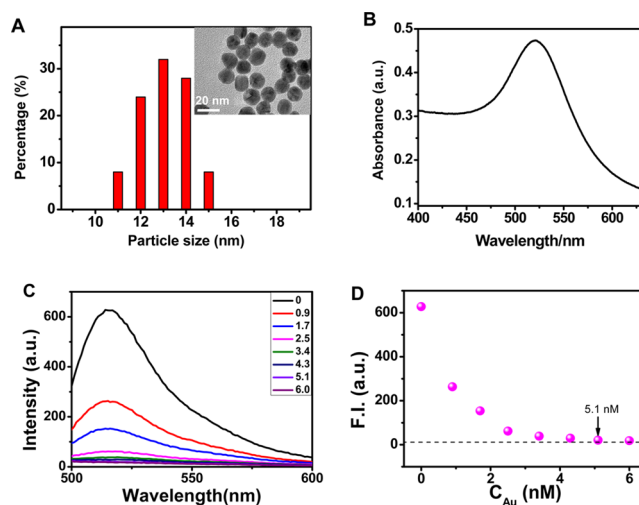 A
Percentage (%)
30
20
10
0
20 nm
10 12 14 16 18
Particle size (nm)
B
Absorbance (a.u.)
0.5
0.4
0.3
0.2
0.1
400 450 500 550 600
Wavelength/nm
C
Intensity (a.u.)
600
400
200
0
0
0.9
1.7
2.5
3.4
4.3
5.1
6.0
500 550 600
Wavelength(nm)
D
F.I. (a.u.)
600
400
200
0
5.1 nM
0 2 4 6
C_Au (nM)